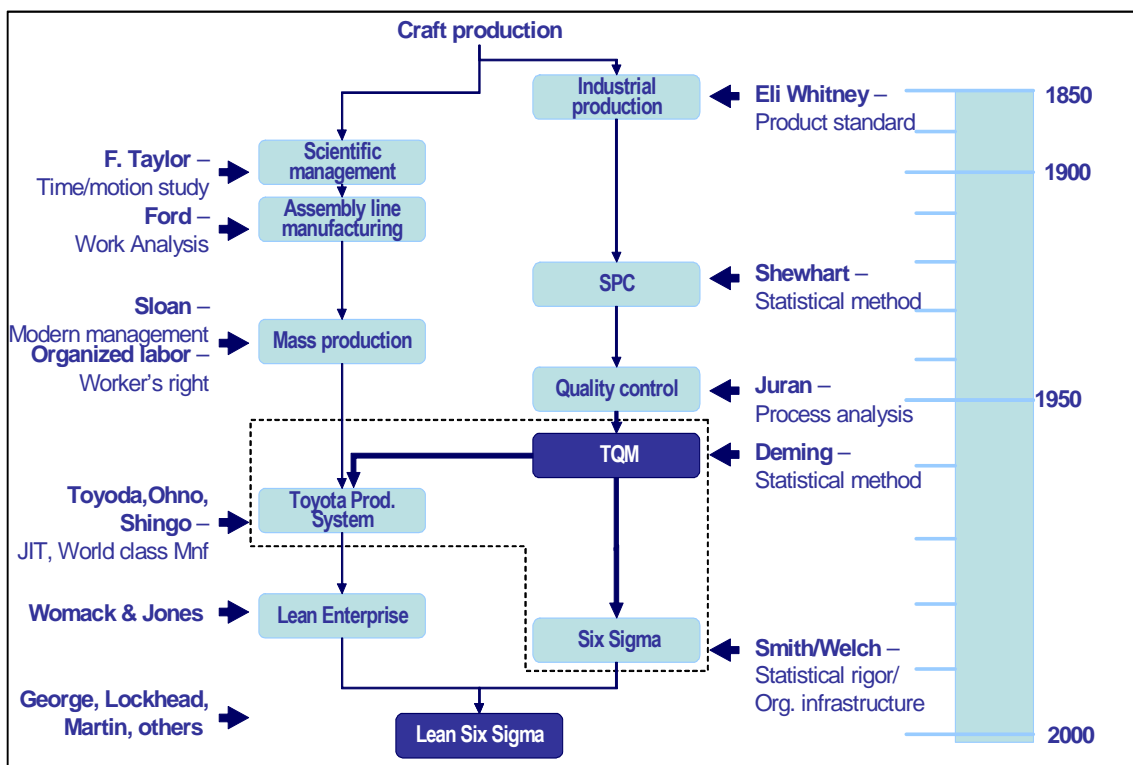 Craft production
Industrial
production
Eli Whitney –
Product standard
1850
F. Taylor –
Time/motion study
Scientific
management
1900
Ford –
Work Analysis
Assembly line
manufacturing
SPC
Shewhart –
Statistical method
Sloan –
Modern management
Organized labor –
Worker's right
Mass production
Quality control
Juran –
Process analysis
1950
TQM
Deming –
Statistical method
Toyoda,Ohno,
Shingo –
JIT, World class Mnf
Toyota Prod.
System
Womack & Jones
Lean Enterprise
Six Sigma
Smith/Welch –
Statistical rigor/
Org. infrastructure
George, Lockhead,
Martin, others
Lean Six Sigma
2000